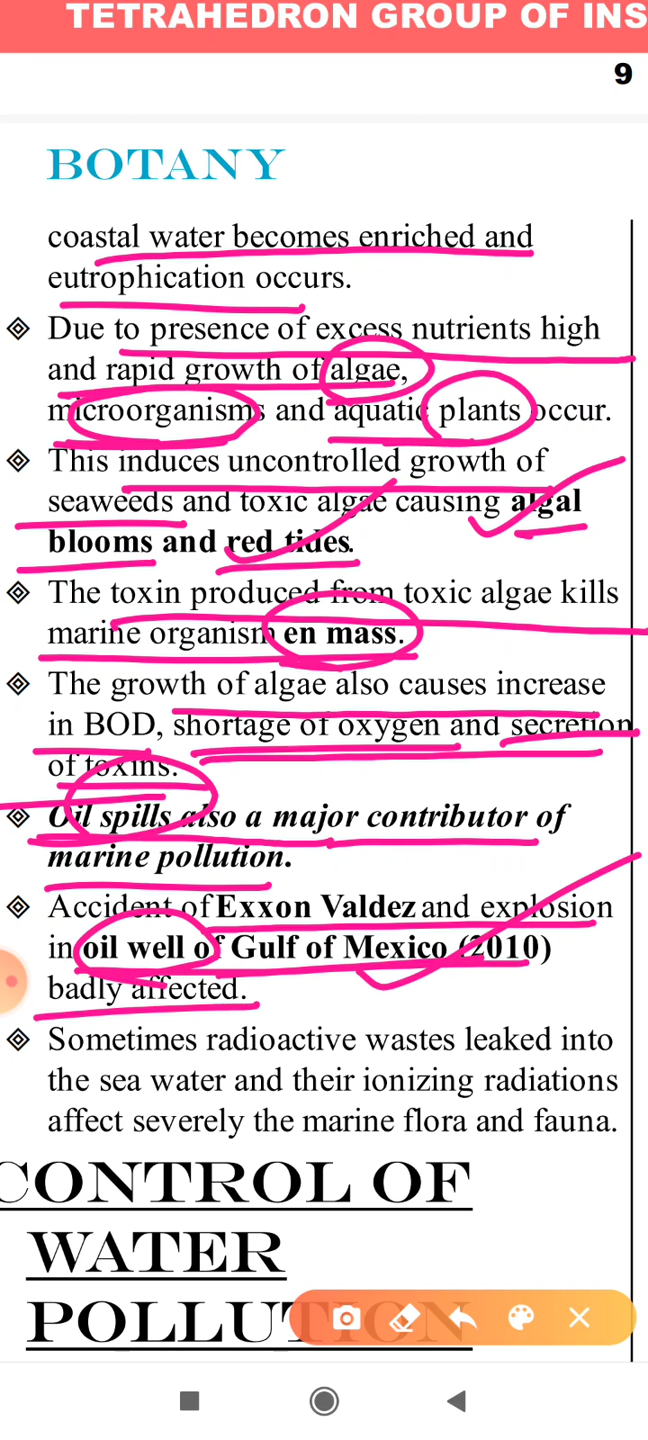 TETRAHEDRON GROUP OF INS
9
BOTANY
coastal water becomes enriched and
eutrophication occurs.
Due to presence of excess nutrients high
and rapid growth of algae,
microorganisms and aquatic plants occur.
This induces uncontrolled growth of
seaweeds and toxic algae causing algal
blooms and red tides.
The toxin produced from toxic algae kills
marine organism en mass.
The growth of algae also causes increase
in BOD, shortage of oxygen and secretion
of toxins.
Oil spills also a major contributor of
marine pollution.
Accident of Exxon Valdez and explosion
in oil well of Gulf of Mexico (2010)
badly affected.
Sometimes radioactive wastes leaked into
the sea water and their ionizing radiations
affect severely the marine flora and fauna.
CONTROL OF
WATER
POLLUTION